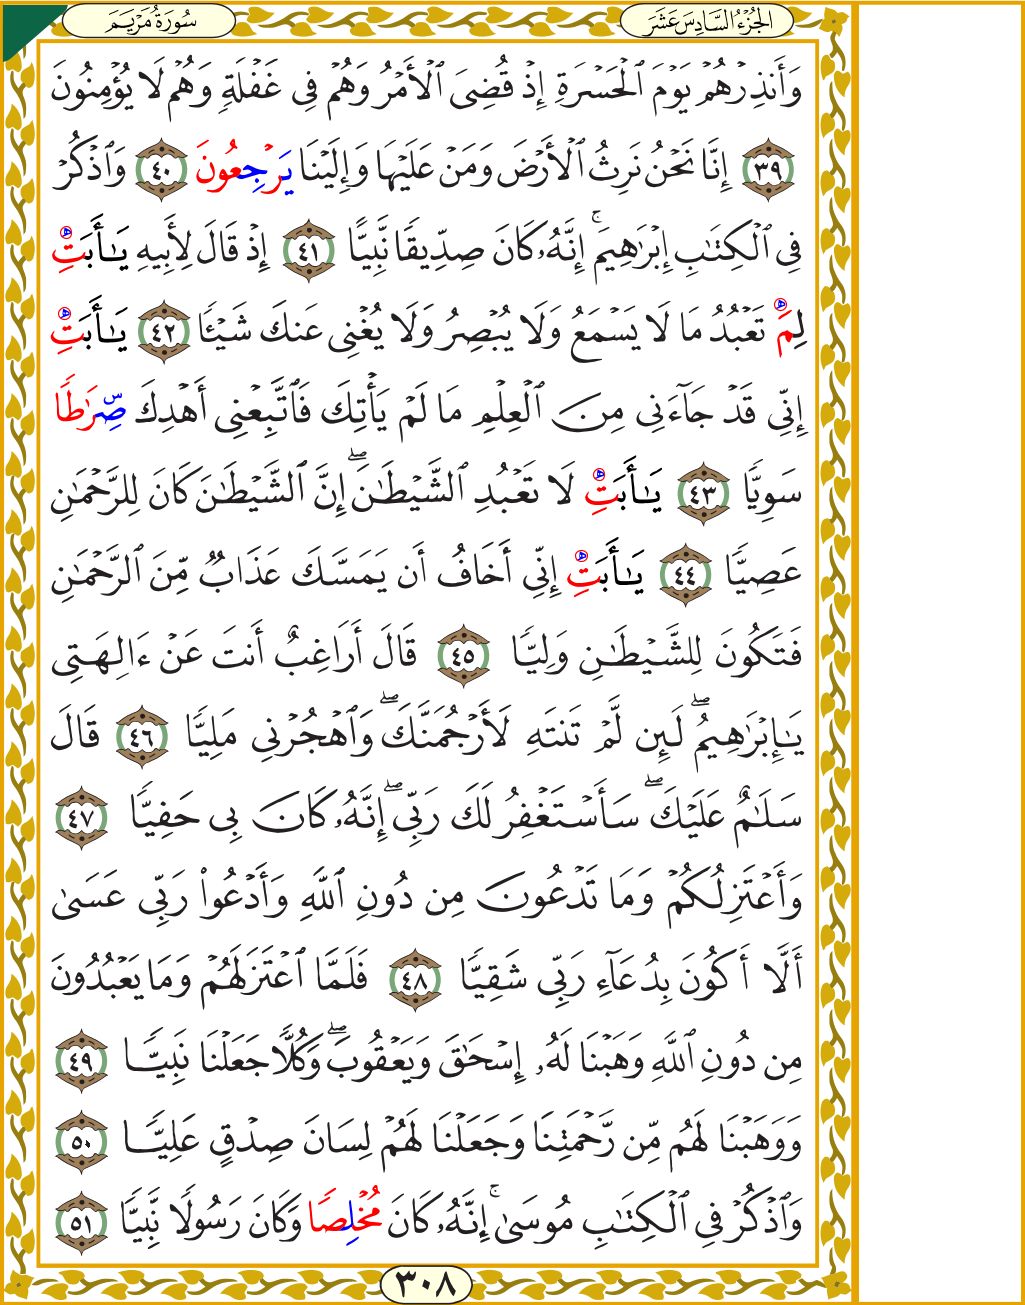 الجُزْءُ السَّادِسَ عَشَرَ
سُورَةُ مَرْيَمَ
وَأَنذِرْهُمْ يَوْمَ ٱلْحَسْرَةِ إِذْ قُضِىَ ٱلْأَمْرُ وَهُمْ فِى غَفْلَةٍ وَهُمْ لَا يُؤْمِنُونَ
٣٩ إِنَّا نَحْنُ نَرِثُ ٱلْأَرْضَ وَمَنْ عَلَيْهَا وَإِلَيْنَا يَرْجِعُونَ ٤٠ وَٱذْكُرْ
فِى ٱلْكِتَٰبِ إِبْرَٰهِيمَ ۚ إِنَّهُۥ كَانَ صِدِّيقًا نَّبِيًّا ٤١ إِذْ قَالَ لِأَبِيهِ يَٰٓأَبَتِ ه
لِمَ ه تَعْبُدُ مَا لَا يَسْمَعُ وَلَا يُبْصِرُ وَلَا يُغْنِى عَنكَ شَيْـًٔا ٤٢ يَٰٓأَبَتِ ه
إِنِّى قَدْ جَآءَنِى مِنَ ٱلْعِلْمِ مَا لَمْ يَأْتِكَ فَٱتَّبِعْنِىٓ أَهْدِكَ صِرَٰطًا س
سَوِيًّا ٤٣ يَٰٓأَبَتِ ه لَا تَعْبُدِ ٱلشَّيْطَٰنَ ۖ إِنَّ ٱلشَّيْطَٰنَ كَانَ لِلرَّحْمَٰنِ
عَصِيًّا ٤٤ يَٰٓأَبَتِ ه إِنِّىٓ أَخَافُ أَن يَمَسَّكَ عَذَابٌ مِّنَ ٱلرَّحْمَٰنِ
فَتَكُونَ لِلشَّيْطَٰنِ وَلِيًّا ٤٥ قَالَ أَرَاغِبٌ أَنتَ عَنْ ءَالِهَتِى
يَٰٓإِبْرَٰهِيمُ ۖ لَئِن لَّمْ تَنتَهِ لَأَرْجُمَنَّكَ ۖ وَٱهْجُرْنِى مَلِيًّا ٤٦ قَالَ
سَلَٰمٌ عَلَيْكَ ۖ سَأَسْتَغْفِرُ لَكَ رَبِّىٓ ۖ إِنَّهُۥ كَانَ بِى حَفِيًّا ٤٧
وَأَعْتَزِلُكُمْ وَمَا تَدْعُونَ مِن دُونِ ٱللَّهِ وَأَدْعُوا۟ رَبِّى عَسَىٰٓ
أَلَّآ أَكُونَ بِدُعَآءِ رَبِّى شَقِيًّا ٤٨ فَلَمَّا ٱعْتَزَلَهُمْ وَمَا يَعْبُدُونَ
مِن دُونِ ٱللَّهِ وَهَبْنَا لَهُۥٓ إِسْحَٰقَ وَيَعْقُوبَ ۖ وَكُلًّا جَعَلْنَا نَبِيًّا ٤٩
وَوَهَبْنَا لَهُم مِّن رَّحْمَتِنَا وَجَعَلْنَا لَهُمْ لِسَانَ صِدْقٍ عَلِيًّا ٥٠
وَٱذْكُرْ فِى ٱلْكِتَٰبِ مُوسَىٰٓ ۚ إِنَّهُۥ كَانَ مُخْلِصًا وَكَانَ رَسُولًا نَّبِيًّا ٥١
٣٠٨